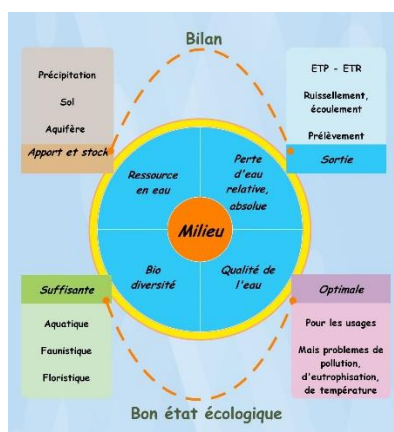 Bilan
Précipitation
Sol
Aquifère
Apport et stock
ETP - ETR
Ruissellement,
écoulement
Prélèvement
Sortie
Ressource
en eau
Perte
d'eau
relative,
absolue
Milieu
Bio
diversité
Qualité de
l'eau
Suffisante
Aquatique
Faunistique
Floristique
Optimale
Pour les usages
Mais problemes de
pollution,
d'eutrophisation,
de température
Bon état écologique